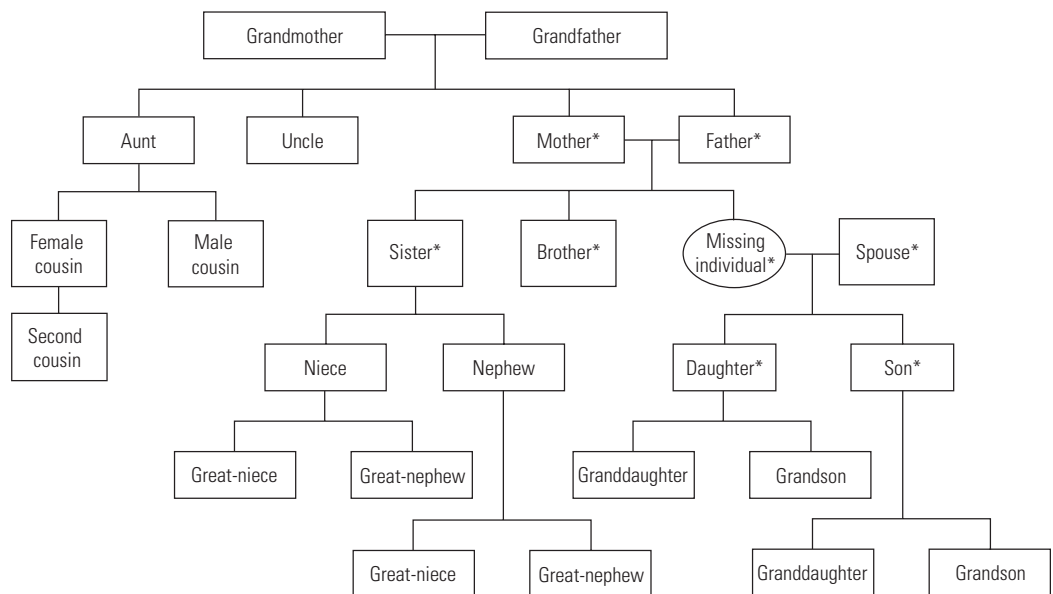 Grandmother
Grandfather
Aunt
Uncle
Mother*
Father*
Female
cousin
Male
cousin
Sister*
Brother*
Missing
individual*
Spouse*
Second
cousin
Niece
Nephew
Daughter*
Son*
Great-niece
Great-nephew
Granddaughter
Grandson
Great-niece
Great-nephew
Granddaughter
Grandson